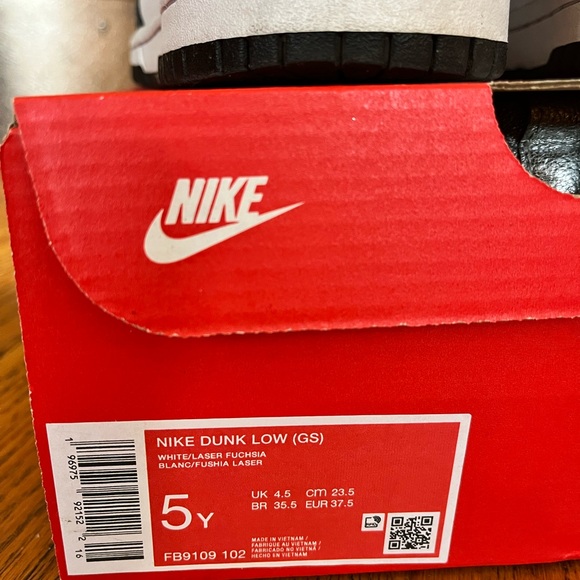 NIKE
NIKE DUNK LOW (GS)
WHITE/LASER FUCHSIA
BLANC/FUSHIA LASER
5Y
UK 4.5 CM 23.5
BR 35.5 EUR 37.5
FB9109 102
MADE IN VIETNAM /
FABRIQUE AU VIETNAM /
FABRICADO NO VIETNÃ /
HECHO EN VIETNAM
1 96975 92152 2 16